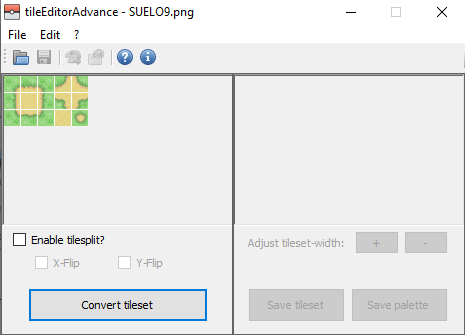 tileEditorAdvance - SUELO9.png
File Edit ?
Enable tilesplit?
X-Flip Y-Flip
Convert tileset
Adjust tileset-width: + -
Save tileset Save palette